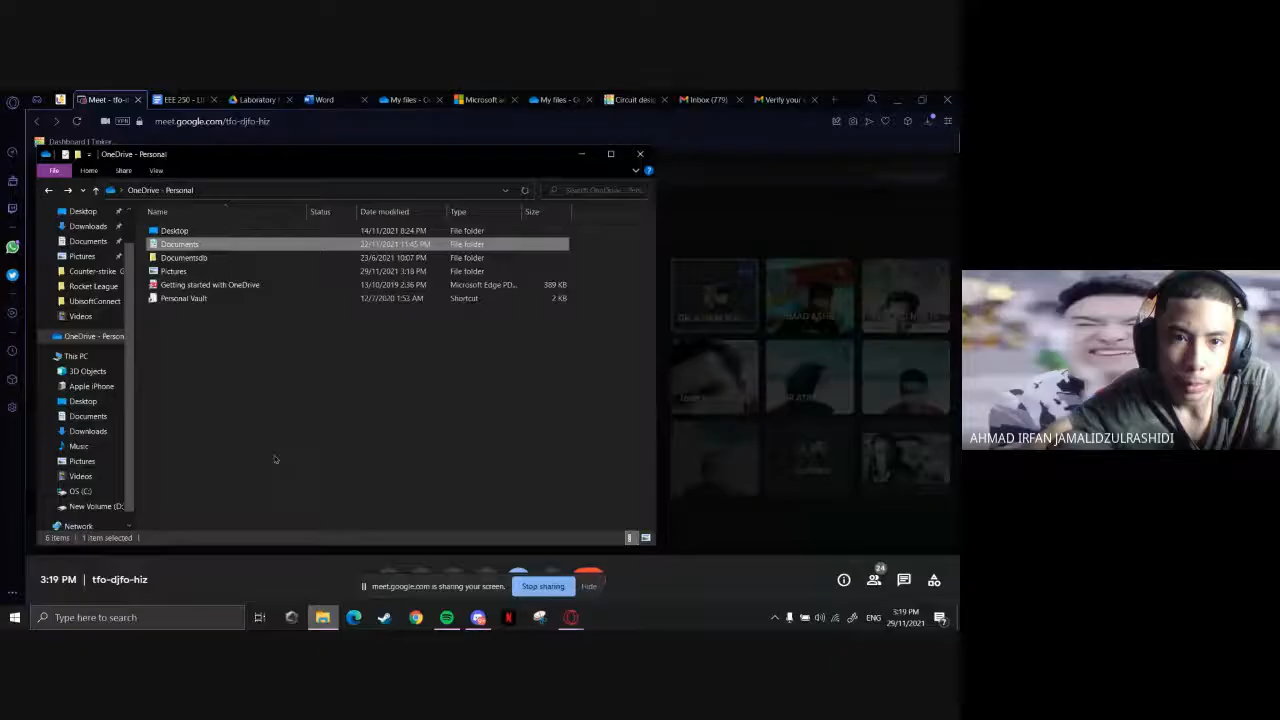 Meet - tfo-d
EEE 250 - LI
Laboratory
Word
My files - O
Microsoft a
My files - O
Circuit desig
Inbox (779)
Verify your
VPN
meet.google.com/tfo-djfo-hiz
Dashboard | Tinker...
OneDrive - Personal
File
Home
Share
View
OneDrive - Personal
Search OneDrive - Pers
Name
Status
Date modified
Type
Size
Desktop
Downloads
Documents
Pictures
Counter-strike G
Rocket League
UbisoftConnect
Videos
OneDrive - Person
This PC
3D Objects
Apple iPhone
Desktop
Documents
Downloads
Music
Pictures
Videos
OS (C:)
New Volume (D:
Network
Desktop 14/11/2021 8:24 PM File folder
Documents 22/11/2021 11:45 PM File folder
Documentsdb 23/6/2021 10:07 PM File folder
Pictures 29/11/2021 3:18 PM File folder
Getting started with OneDrive 13/10/2019 2:36 PM Microsoft Edge PD... 389 KB
Personal Vault 12/7/2020 1:53 AM Shortcut 2 KB
6 items
1 item selected
AHMAD IRFAN JAMALIDZULRASHIDI
3:19 PM | tfo-djfo-hiz
meet.google.com is sharing your screen.
Stop sharing
Hide
24
Type here to search
ENG
3:19 PM
29/11/2021